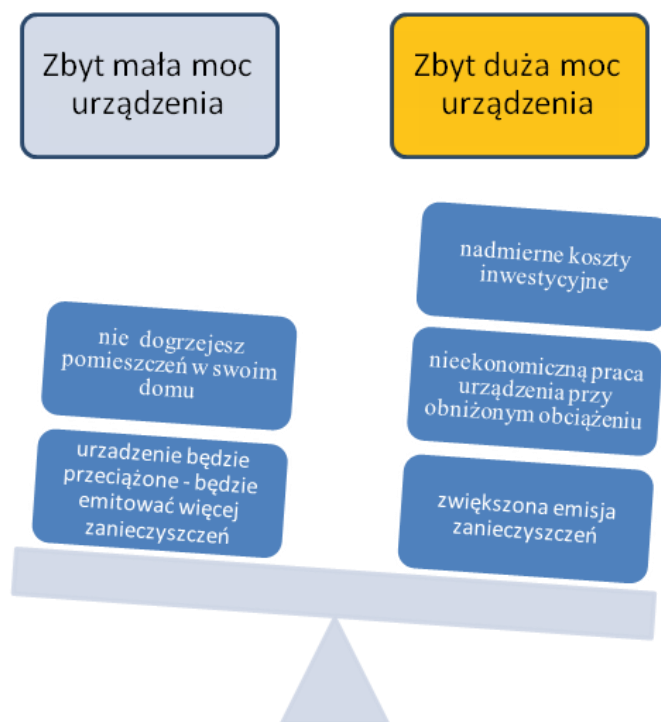 Zbyt mała moc
urządzenia
Zbyt duża moc
urządzenia
nadmierne koszty
inwestycyjne
nie dogrzejesz
pomieszczeń w swoim
domu
nieekonomiczną praca
urządzenia przy
obniżonym obciążeniu
urzadzenie będzie
przeciążone - będzie
emitować więcej
zanieczyszczeń
zwiększona emisja
zanieczyszczeń